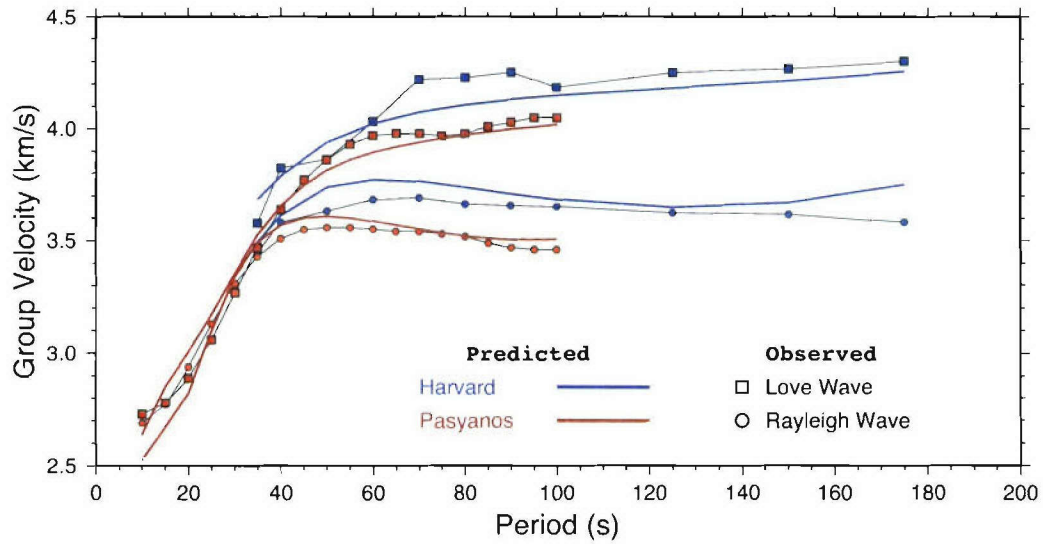 4.5
4.0
3.5
3.0
2.5
Group Velocity (km/s)
Predicted Observed
Harvard Love Wave
Pasyanos Rayleigh Wave
0 20 40 60 80 100 120 140 160 180 200
Period (s)